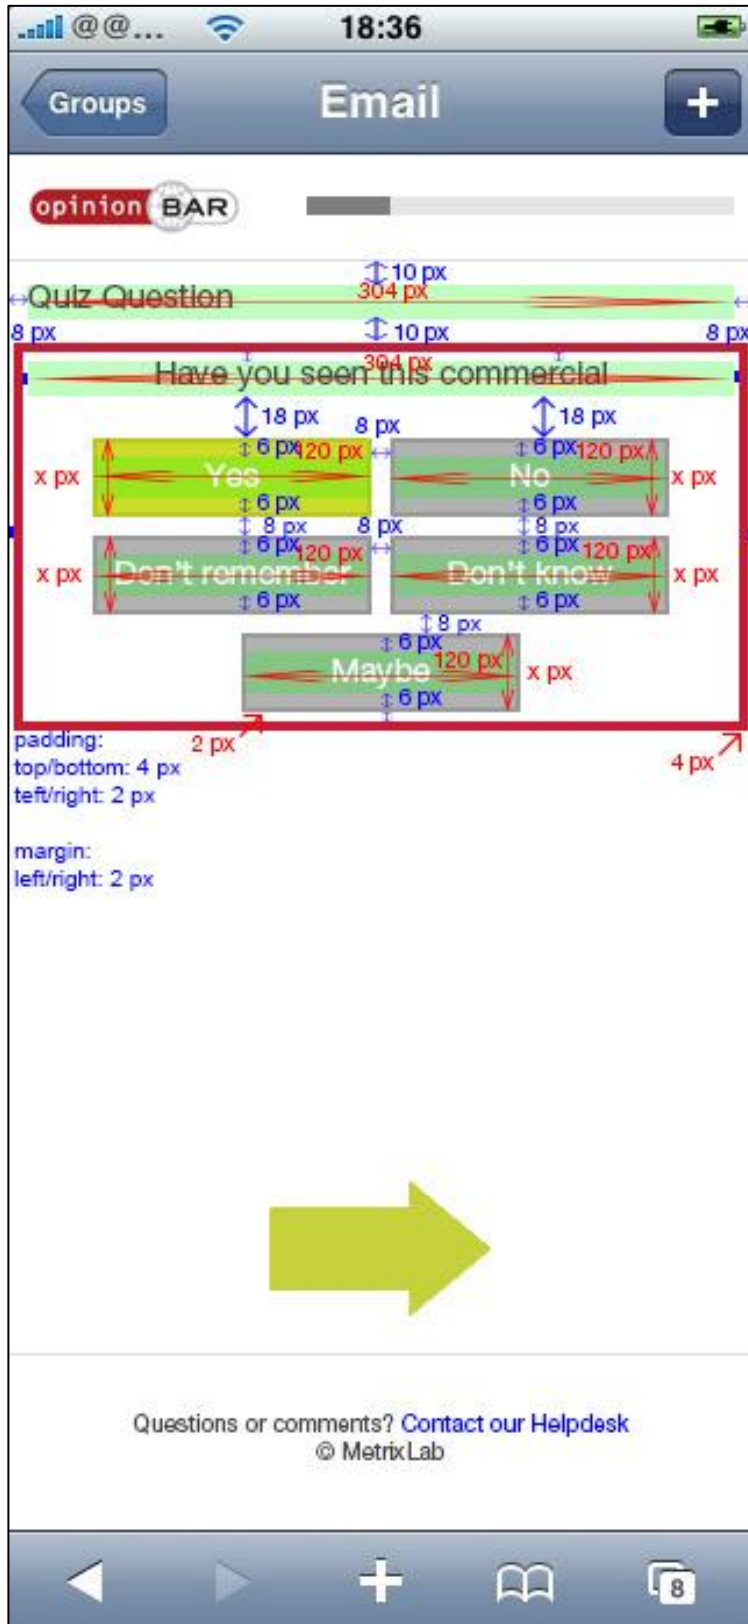 @@... 18:36
Groups Email +
opinion BAR
10 px
Quiz Question 304 px
8 px 10 px 8 px
Have you seen this commercial 304 px
18 px 8 px 18 px
6 px 120 px 6 px 120 px
x px Yes No x px
6 px 6 px
8 px 8 px 8 px
6 px 120 px 6 px 120 px
x px Don't remember Don't know x px
6 px 6 px
8 px
6 px
Maybe 120 px x px
6 px
padding: 2 px
top/bottom: 4 px 4 px
teft/right: 2 px
margin:
left/right: 2 px
Questions or comments? Contact our Helpdesk
© MetrixLab
8